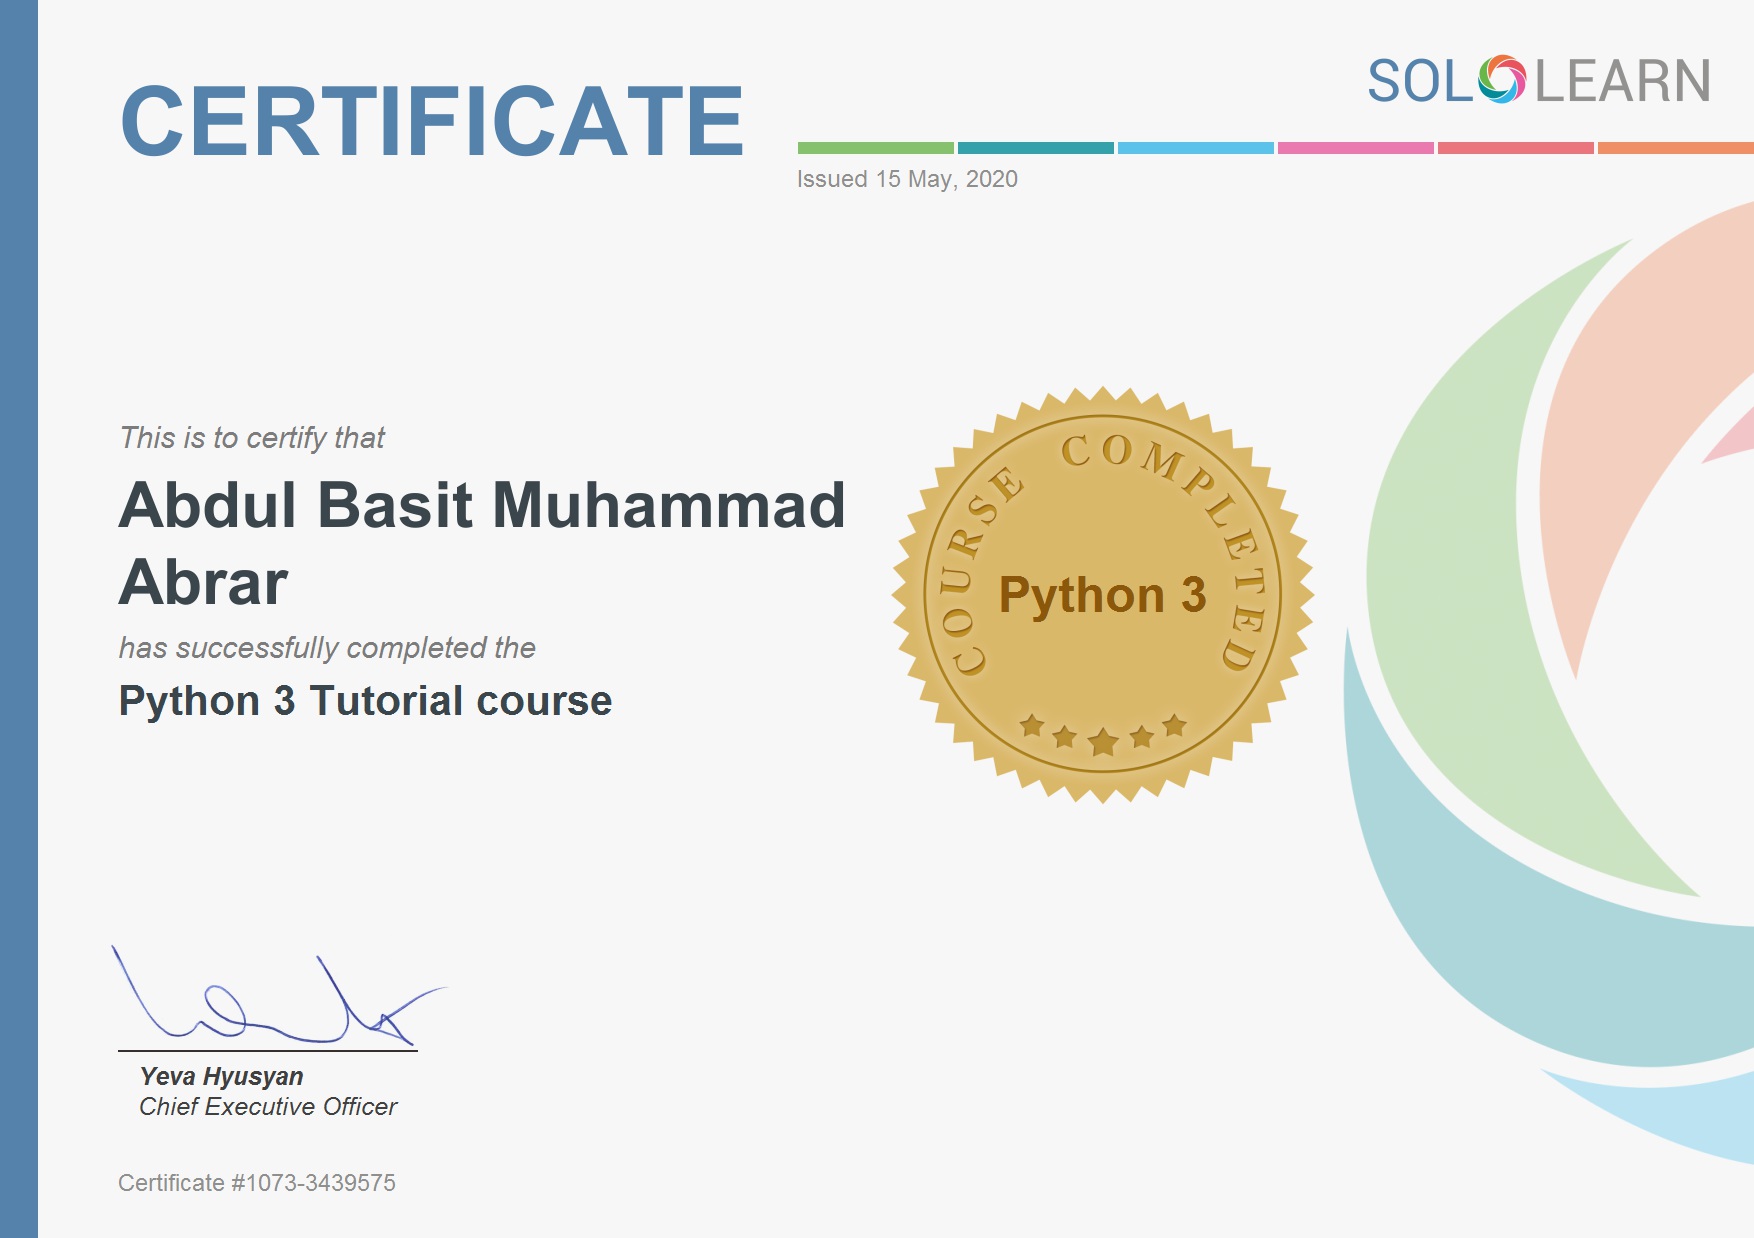 CERTIFICATE
SOLOLEARN
Issued 15 May, 2020
This is to certify that
Abdul Basit Muhammad
Abrar
has successfully completed the
Python 3 Tutorial course
COURSE COMPLETED
Python 3
Yeva Hyusyan
Chief Executive Officer
Certificate #1073-3439575